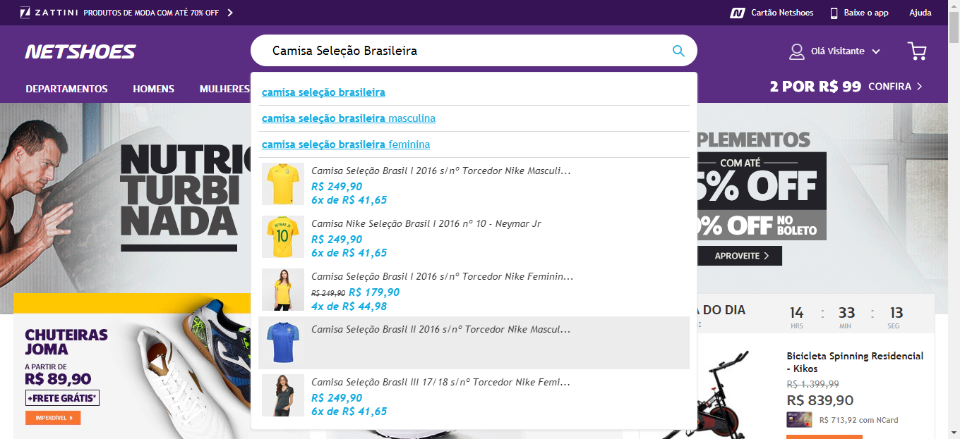 ZATTINI PRODUTOS DE MODA COM ATÉ 70% OFF
Cartão Netshoes
Baixe o app
Ajuda
NETSHOES
Camisa Seleção Brasileira
Olá Visitante
DEPARTAMENTOS
HOMENS
MULHERES
2 POR R$ 99 CONFIRA
camisa seleção brasileira
camisa seleção brasileira masculina
camisa seleção brasileira feminina
Camisa Seleção Brasil I 2016 s/nº Torcedor Nike Masculi...
R$ 249,90
6x de R$ 41,65
Camisa Nike Seleção Brasil I 2016 nº 10 - Neymar Jr
R$ 249,90
6x de R$ 41,65
Camisa Seleção Brasil I 2016 s/nº Torcedor Nike Feminin...
R$ 249,90 R$ 179,90
4x de R$ 44,98
Camisa Seleção Brasil II 2016 s/nº Torcedor Nike Mascul...
Camisa Seleção Brasil III 17/18 s/nº Torcedor Nike Femi...
R$ 249,90
6x de R$ 41,65
10
NUTRIC
TURBI
NADA
PLEMENTOS
COM ATÉ
5% OFF
0% OFF NO
BOLETO
APROVEITE
CHUTEIRAS
JOMA
A PARTIR DE
R$ 89,90
+FRETE GRÁTIS*
IMPERDÍVEL
DO DIA
14 : 33 : 13
HRS MIN SEG
Bicicleta Spinning Residencial
- Kikos
R$ 1.399,99
R$ 839,90
R$ 713,92 com NCard